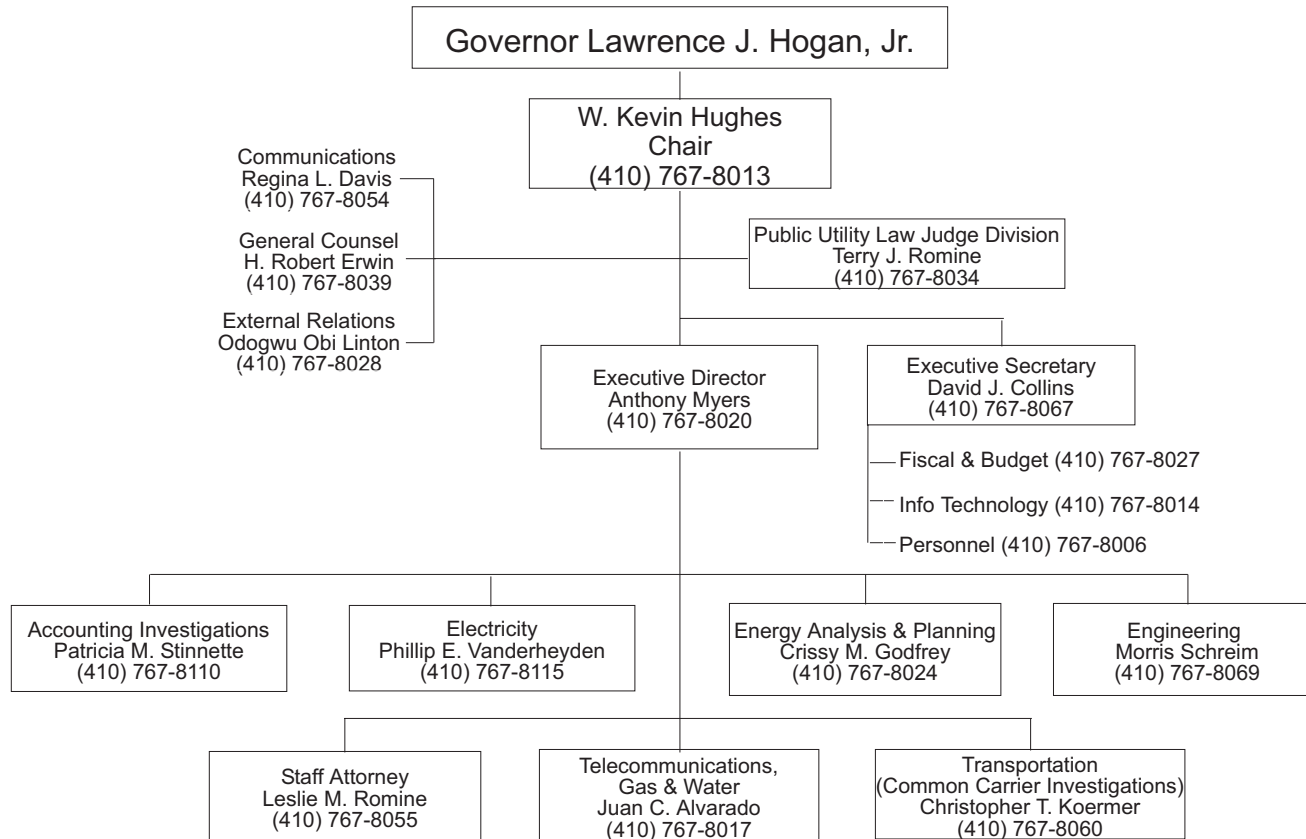 Governor Lawrence J. Hogan, Jr.
W. Kevin Hughes
Chair
(410) 767-8013
Communications
Regina L. Davis
(410) 767-8054
General Counsel
H. Robert Erwin
(410) 767-8039
External Relations
Odogwu Obi Linton
(410) 767-8028
Public Utility Law Judge Division
Terry J. Romine
(410) 767-8034
Executive Director
Anthony Myers
(410) 767-8020
Executive Secretary
David J. Collins
(410) 767-8067
Fiscal & Budget (410) 767-8027
Info Technology (410) 767-8014
Personnel (410) 767-8006
Accounting Investigations
Patricia M. Stinnette
(410) 767-8110
Electricity
Phillip E. Vanderheyden
(410) 767-8115
Energy Analysis & Planning
Crissy M. Godfrey
(410) 767-8024
Engineering
Morris Schreim
(410) 767-8069
Staff Attorney
Leslie M. Romine
(410) 767-8055
Telecommunications,
Gas & Water
Juan C. Alvarado
(410) 767-8017
Transportation
(Common Carrier Investigations)
Christopher T. Koermer
(410) 767-8060